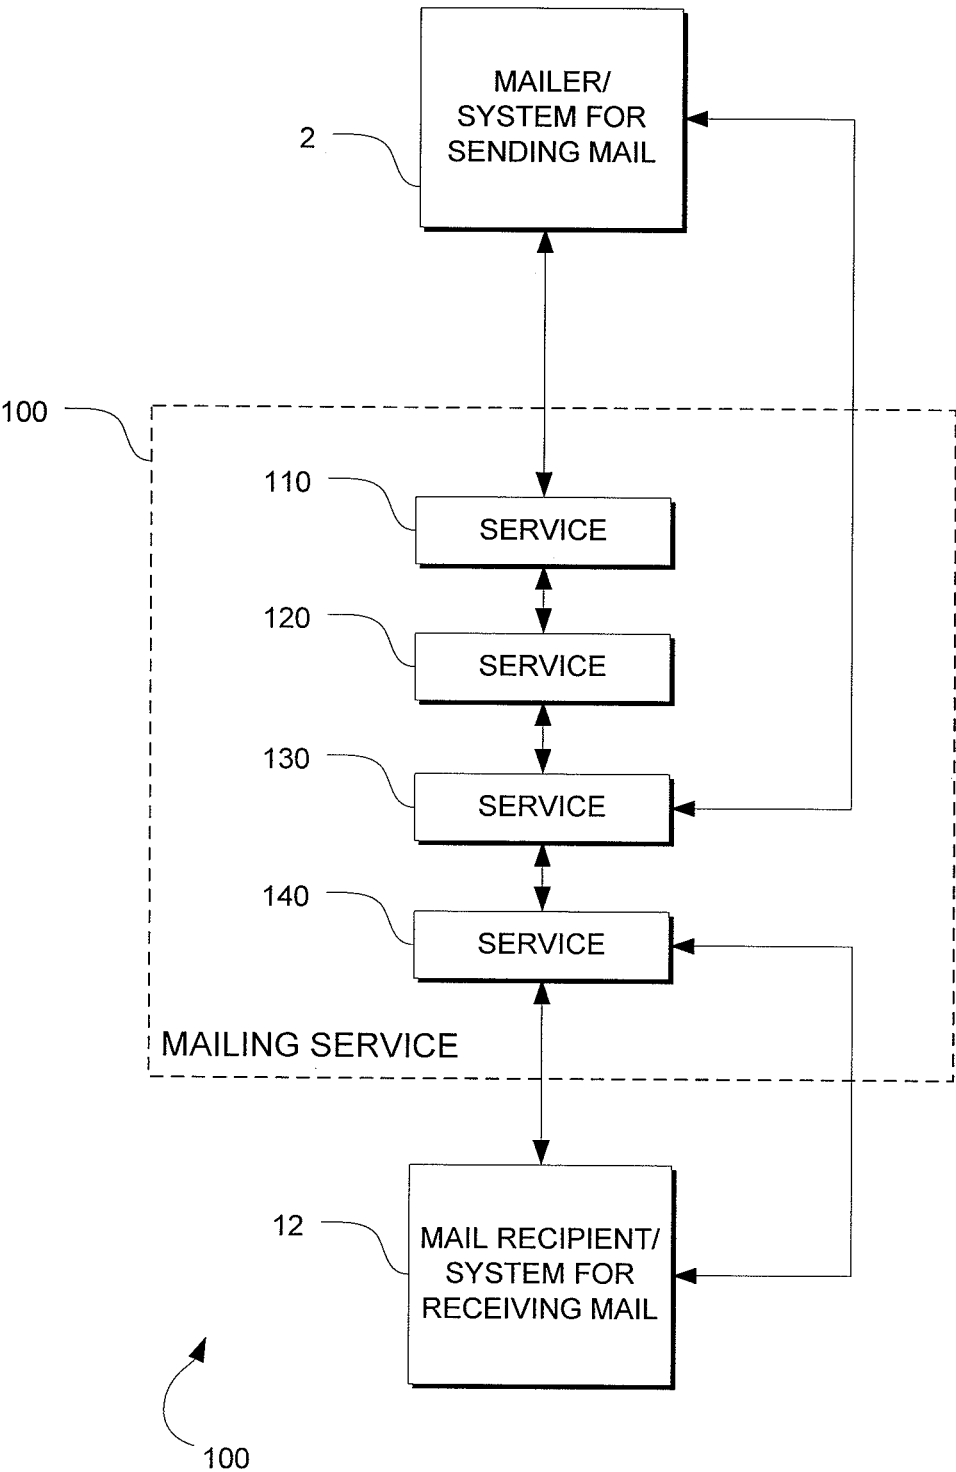 MAILER/
SYSTEM FOR
SENDING MAIL
2
100
110
SERVICE
120
SERVICE
130
SERVICE
140
SERVICE
MAILING SERVICE
12
MAIL RECIPIENT/
SYSTEM FOR
RECEIVING MAIL
100